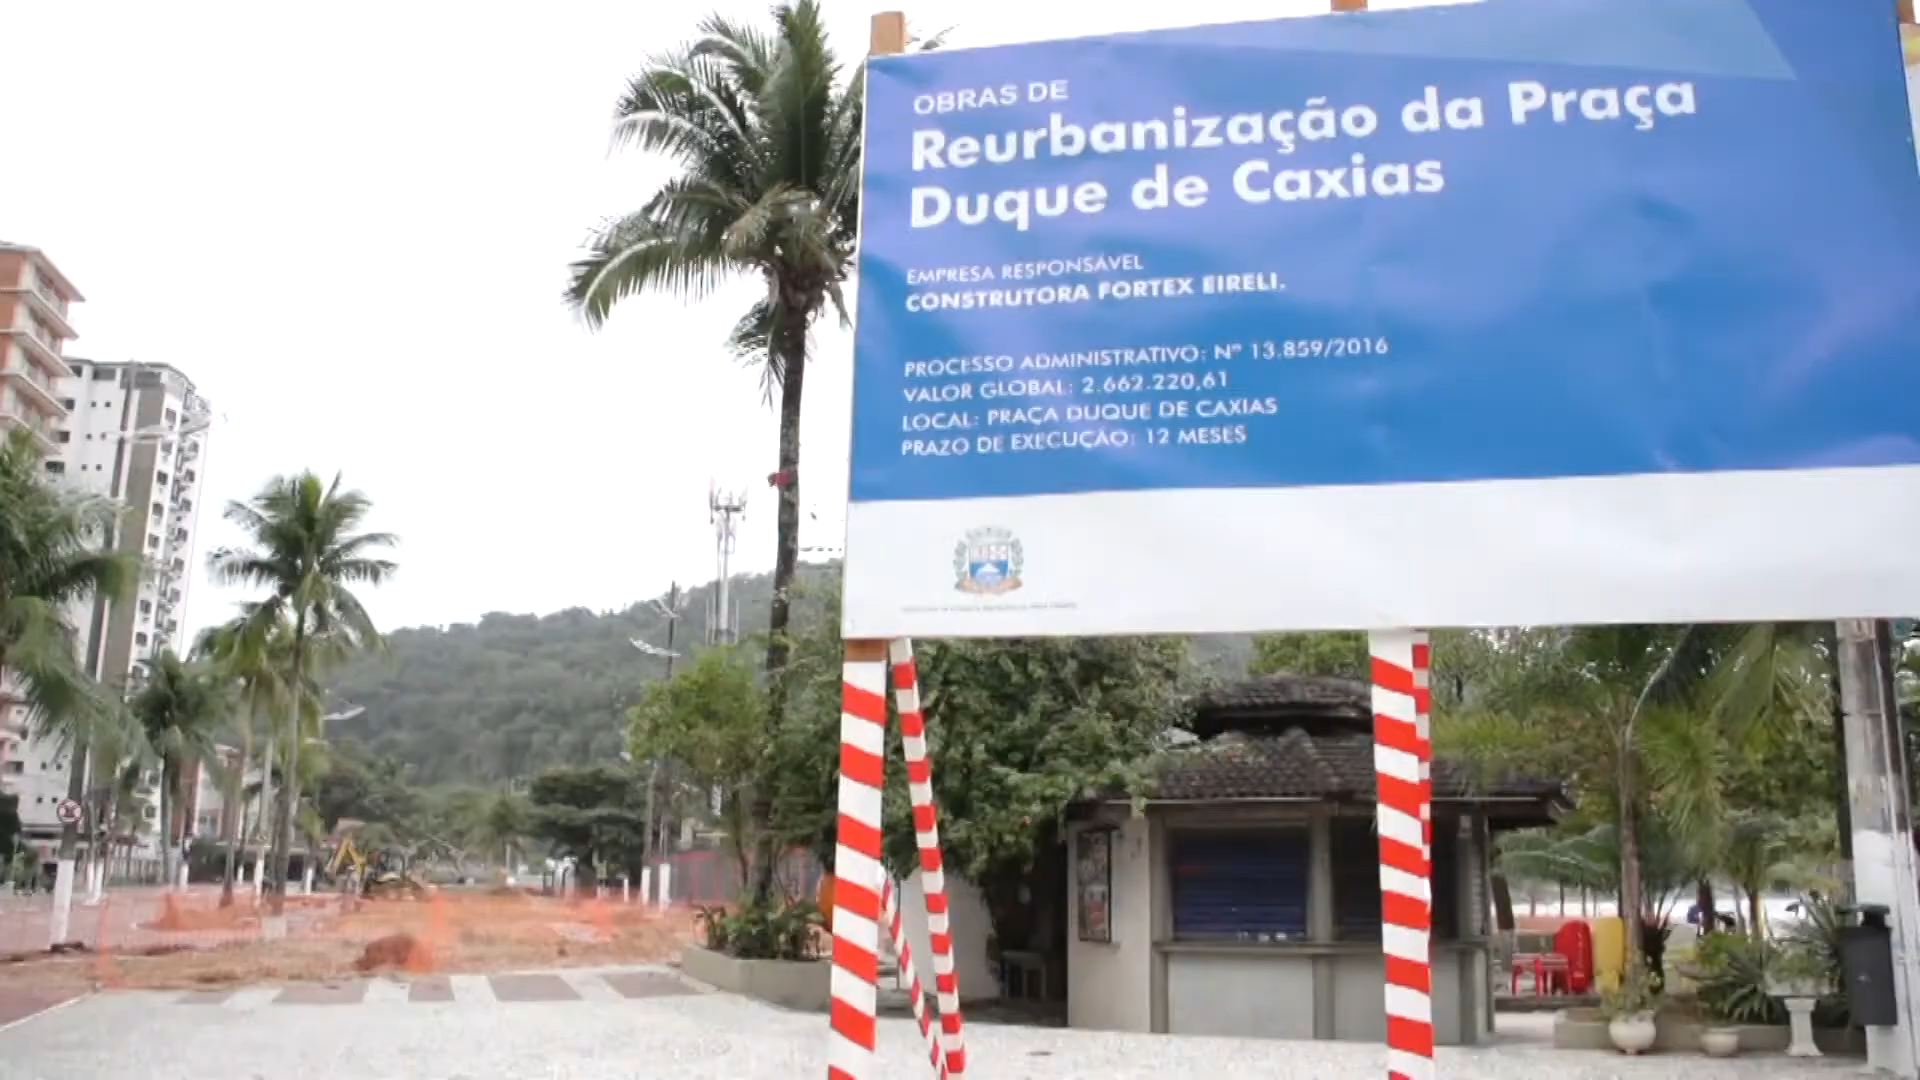 OBRAS DE
Reurbanização da Praça
Duque de Caxias
EMPRESA RESPONSÁVEL
CONSTRUTORA FORTEX EIRELI.
PROCESSO ADMINISTRATIVO: Nº 13.859/2016
VALOR GLOBAL: 2.662.220,61
LOCAL: PRAÇA DUQUE DE CAXIAS
PRAZO DE EXECUÇÃO: 12 MESES